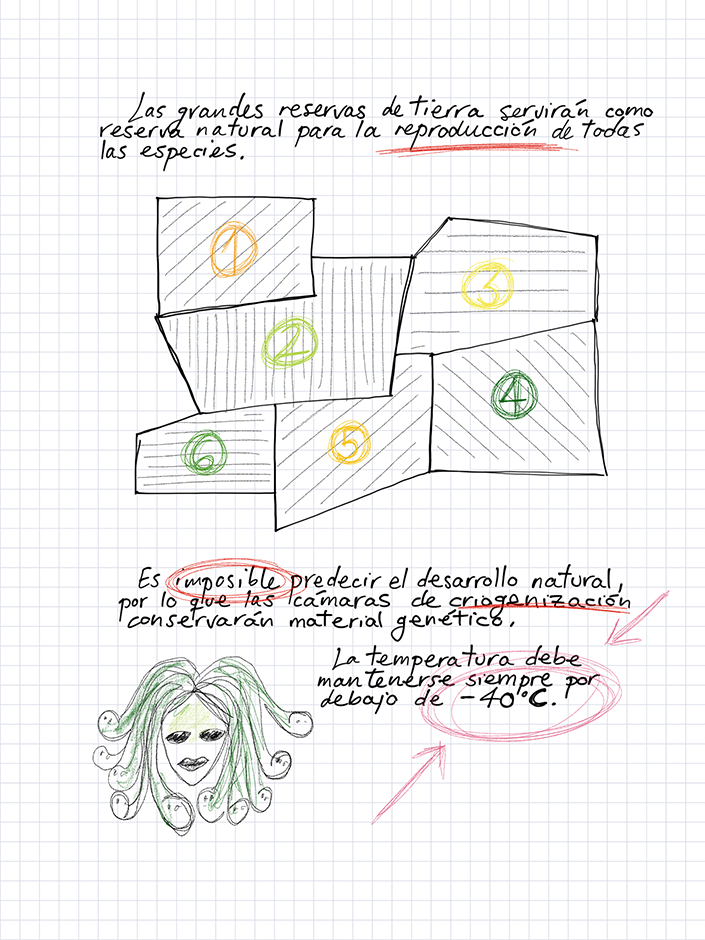 Las grandes reservas de tierra servirán como
reserva natural para la reproducción de todas
las especies.
1
2
3
4
5
6
Es imposible predecir el desarrollo natural,
por lo que las cámaras de criogenización
conservarán material genético.
La temperatura debe
mantenerse siempre por
debajo de -40°C.